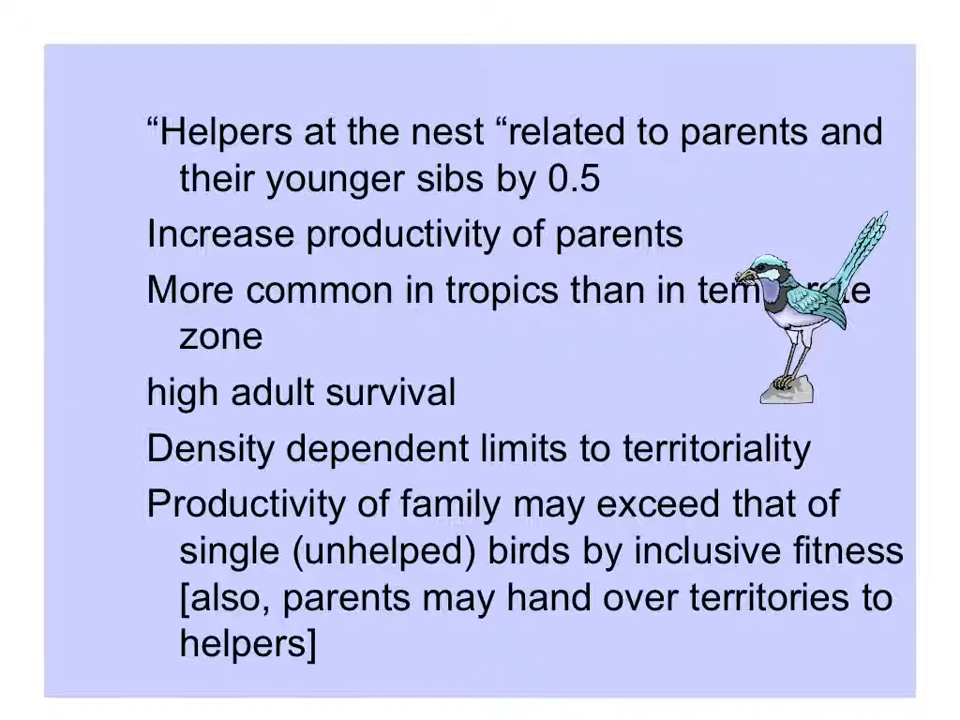 “Helpers at the nest “related to parents and
their younger sibs by 0.5
Increase productivity of parents
More common in tropics than in temperate
zone
high adult survival
Density dependent limits to territoriality
Productivity of family may exceed that of
single (unhelped) birds by inclusive fitness
[also, parents may hand over territories to
helpers]